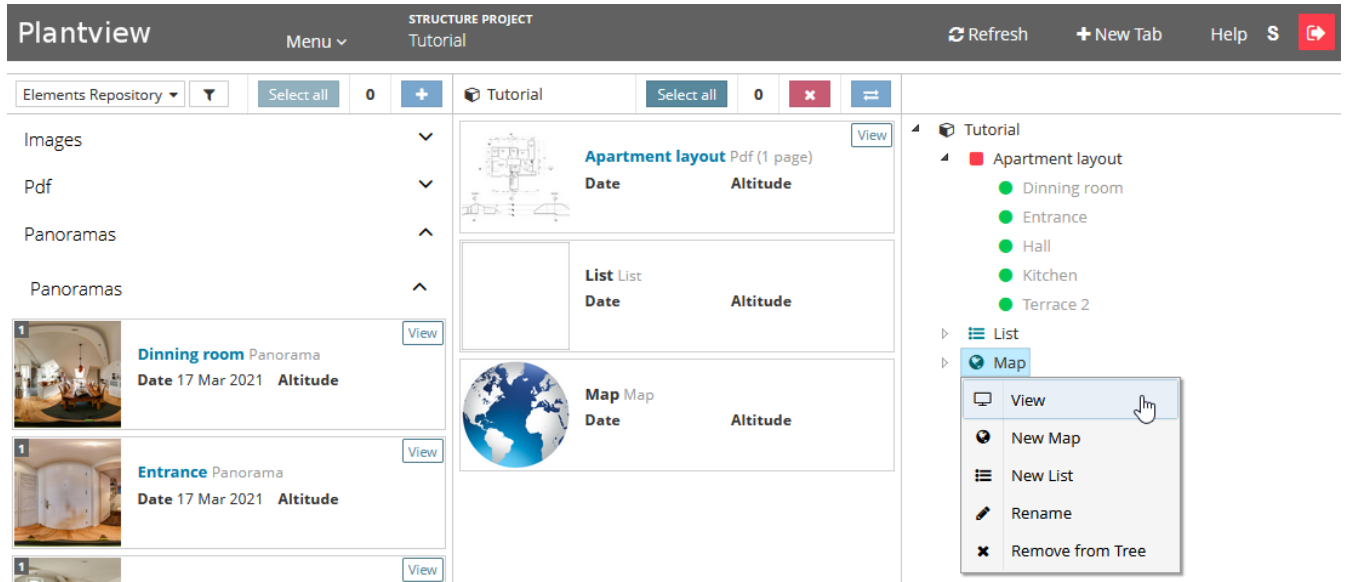 Plantview
Menu
STRUCTURE PROJECT
Tutorial
Refresh
New Tab
Help
S
Elements Repository
Select all
0
Tutorial
Select all
0
Images
Pdf
Panoramas
Panoramas
1
View
Dinning room Panorama
Date 17 Mar 2021 Altitude
1
View
Entrance Panorama
Date 17 Mar 2021 Altitude
1
View
View
Apartment layout Pdf (1 page)
Date Altitude
List List
Date Altitude
Map Map
Date Altitude
Tutorial
Apartment layout
Dinning room
Entrance
Hall
Kitchen
Terrace 2
List
Map
View
New Map
New List
Rename
Remove from Tree